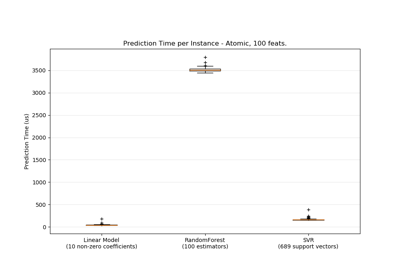 Prediction Time per Instance - Atomic, 100 feats.
3500
3000
2500
2000
1500
1000
500
0
Prediction Time (us)
Linear Model
(10 non-zero coefficients)
RandomForest
(100 estimators)
SVR
(689 support vectors)